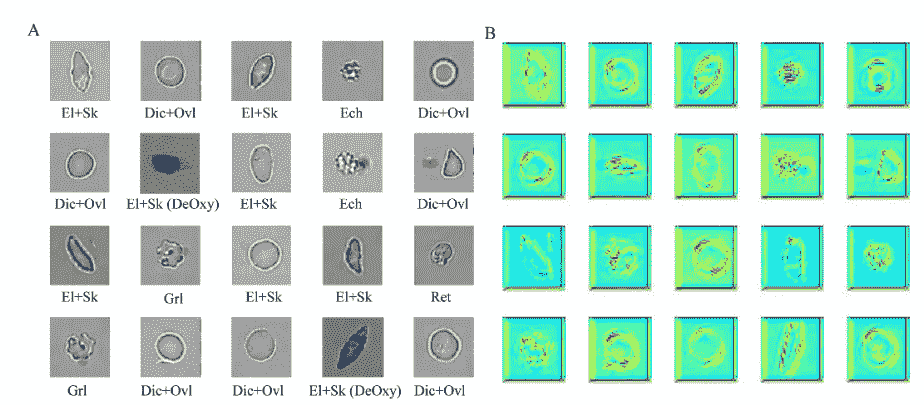 A
B
El+Sk Dic+Ovl El+Sk Ech Dic+Ovl
Dic+Ovl El+Sk (DeOxy) El+Sk Ech Dic+Ovl
El+Sk Grl El+Sk El+Sk Ret
Grl Dic+Ovl Dic+Ovl El+Sk (DeOxy) Dic+Ovl